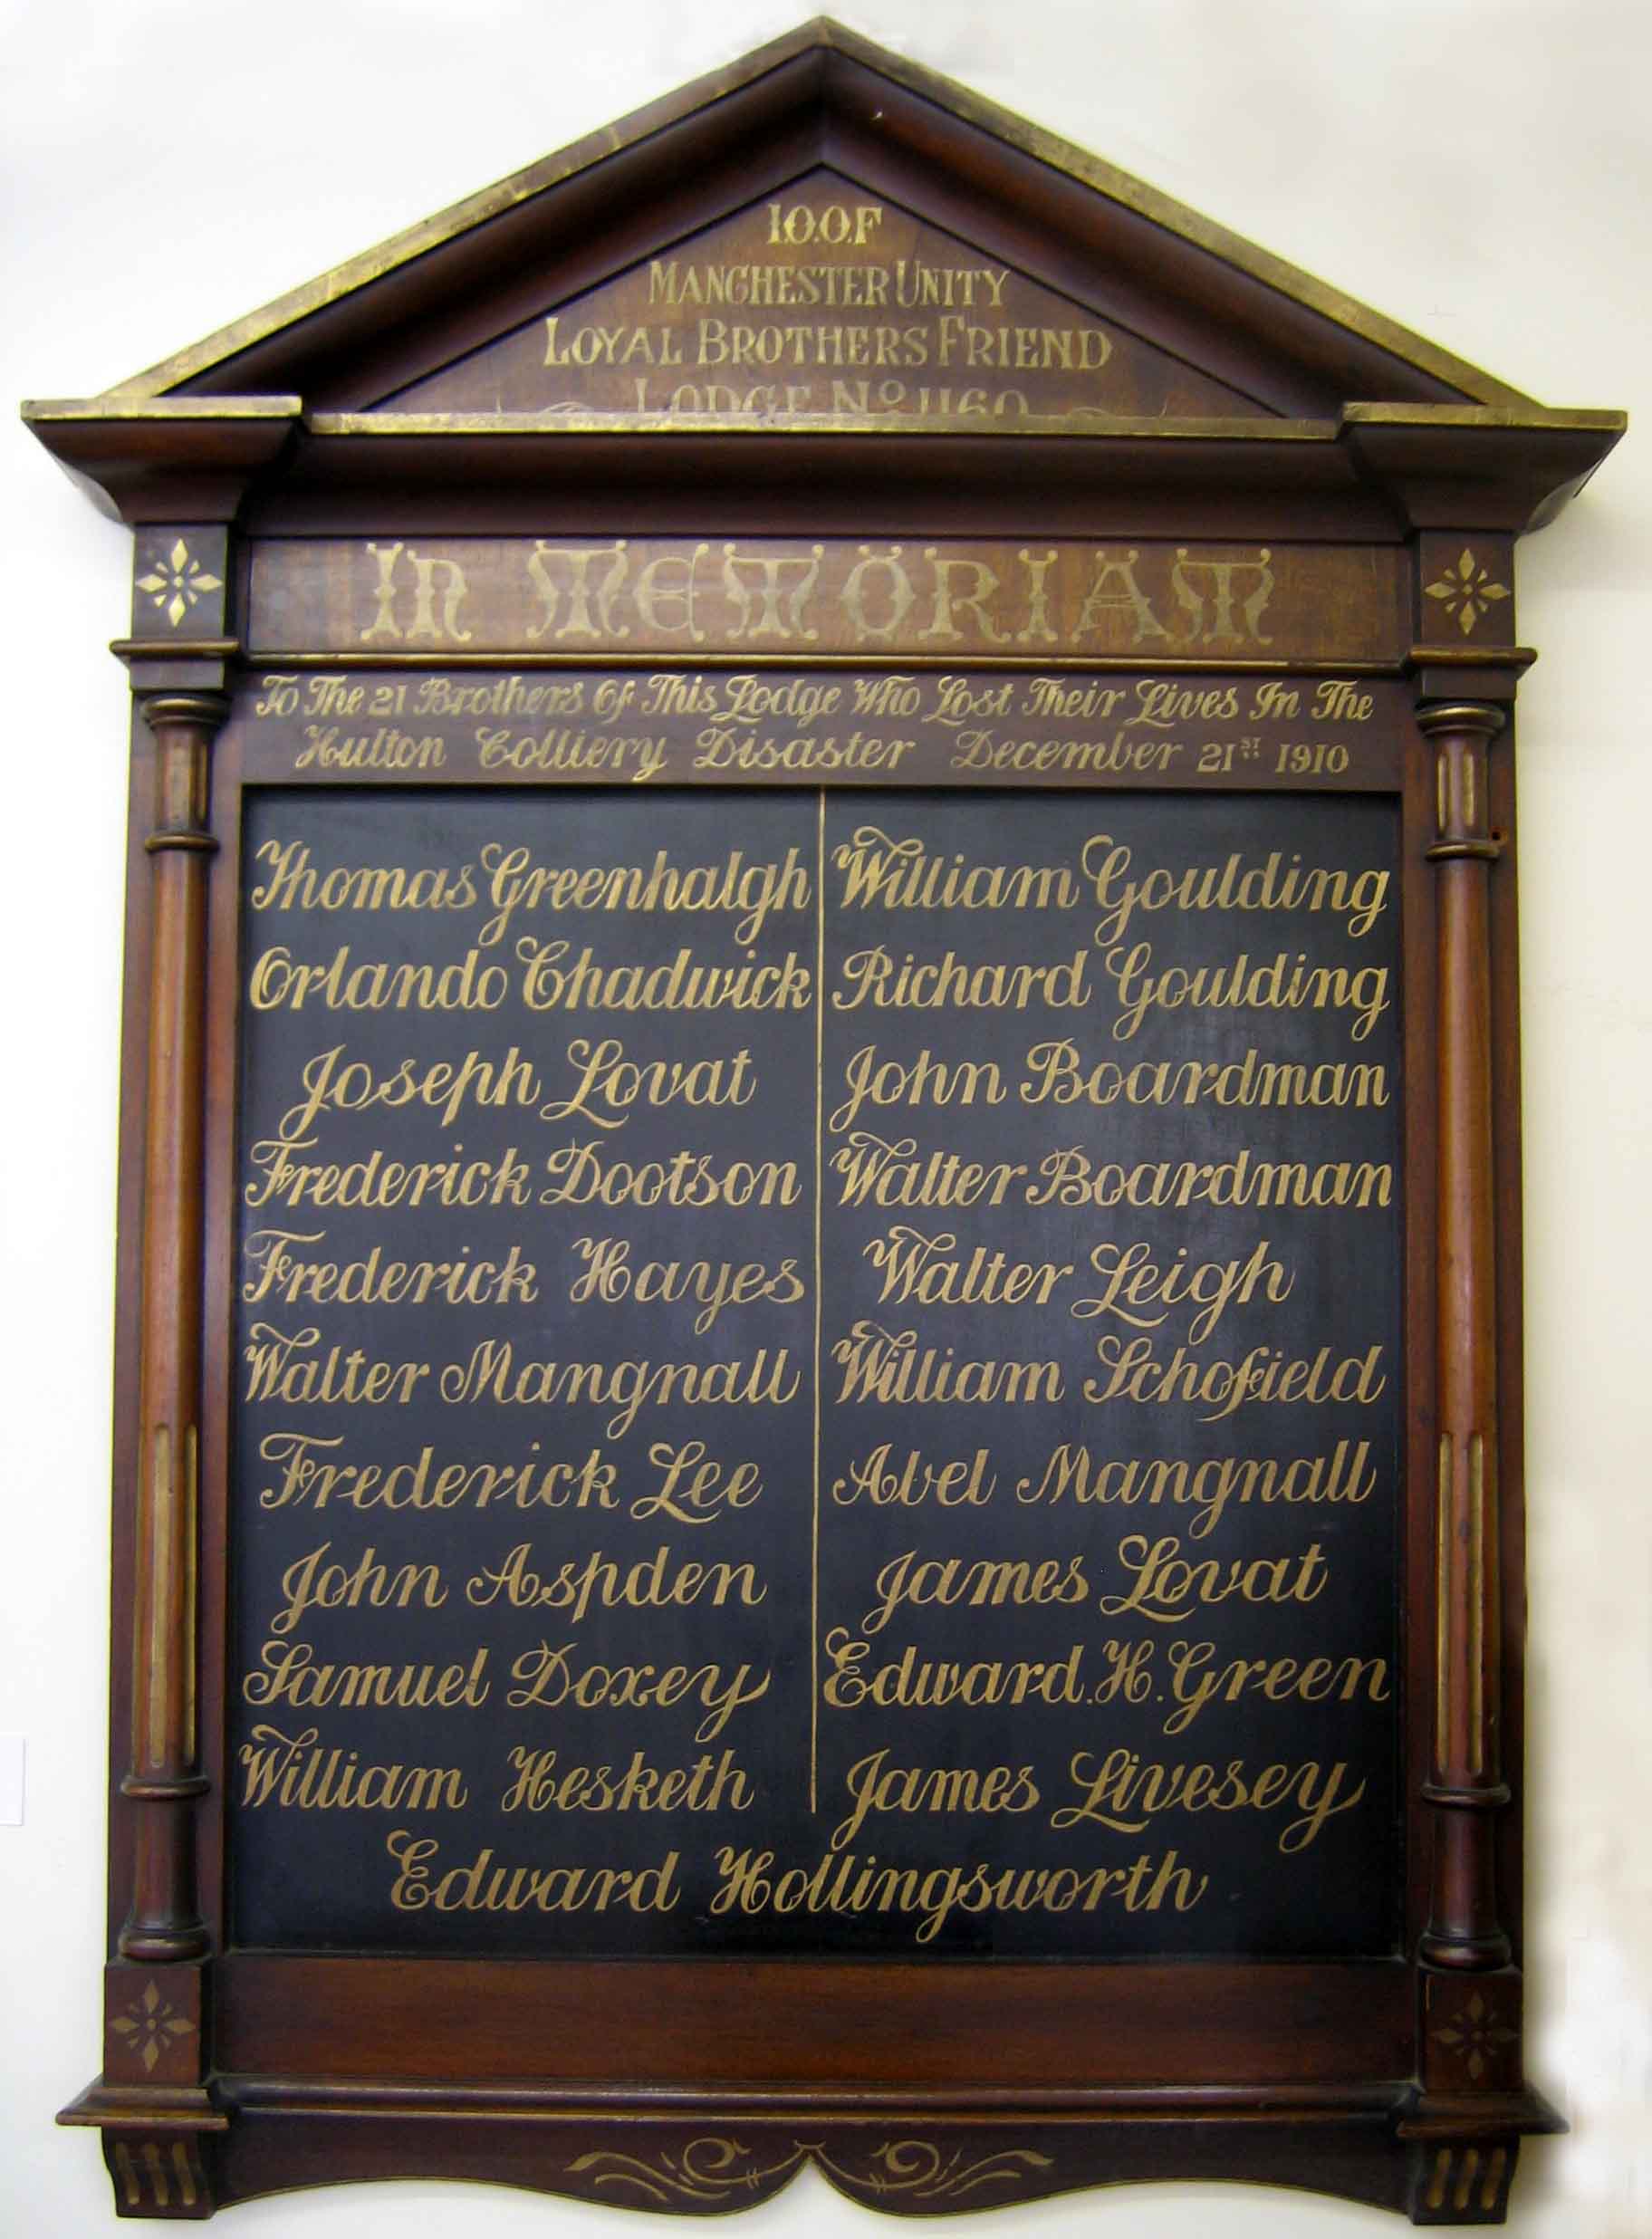 I.O.O.F
MANCHESTER UNITY
LOYAL BROTHERS FRIEND
LODGE No 1160
IN MEMORIAM
To The 21 Brothers Of This Lodge Who Lost Their Lives In The
Hulton Colliery Disaster December 21ST 1910
Thomas Greenhalgh
Orlando Chadwick
Joseph Lovat
Frederick Dootson
Frederick Hayes
Walter Mangnall
Frederick Lee
John Aspden
Samuel Doxey
William Hesketh
William Goulding
Richard Goulding
John Boardman
Walter Boardman
Walter Leigh
William Schofield
Abel Mangnall
James Lovat
Edward.H.Green
James Livesey
Edward Hollingsworth